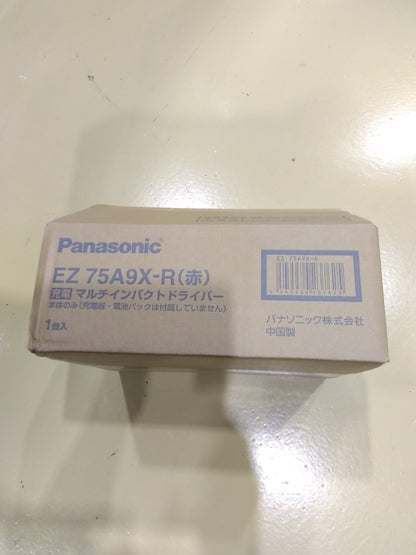 Panasonic
EZ 75A9X-R(赤)
充電 マルチインパクトドライバー
本体のみ(充電器・電池パックは付属していません)
1台入
EZ 75A9X-R
パナソニック株式会社
中国製